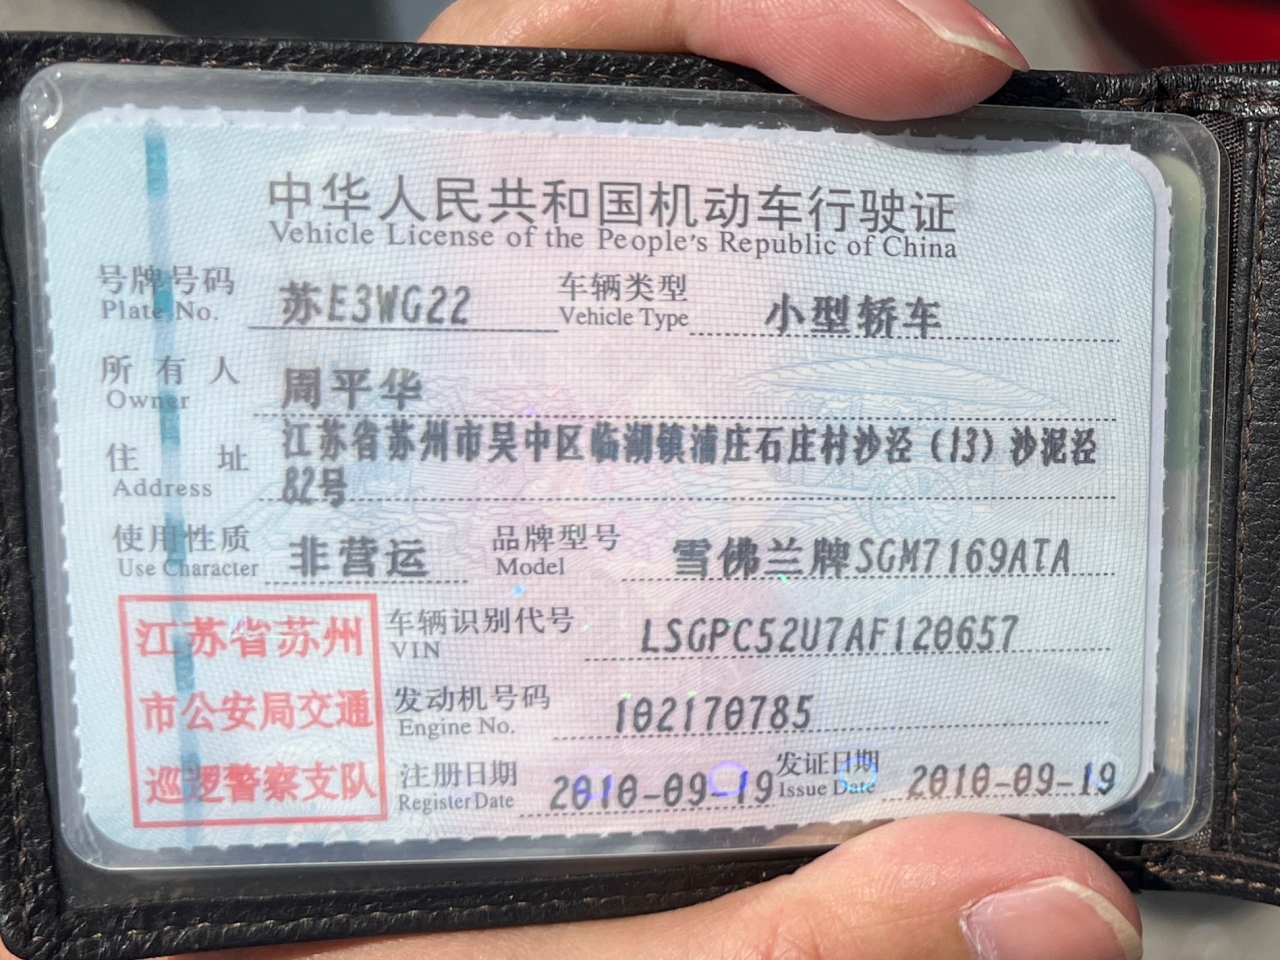 中华人民共和国机动车行驶证
Vehicle License of the People's Republic of China
号牌号码 苏E3WG22 车辆类型 小型轿车
Plate No. Vehicle Type
所有人 周平华
Owner
住址 江苏省苏州市吴中区临湖镇浦庄石庄村沙泾（13）沙泥泾
Address 82号
使用性质 非营运 品牌型号 雪佛兰牌SGM7169ATA
Use Character Model
江苏省苏州
市公安局交通
巡逻警察支队
车辆识别代号 LSGPC52U7AF120657
VIN
发动机号码 102170785
Engine No.
注册日期 2010-09-19 发证日期 2010-09-19
Register Date Issue Date